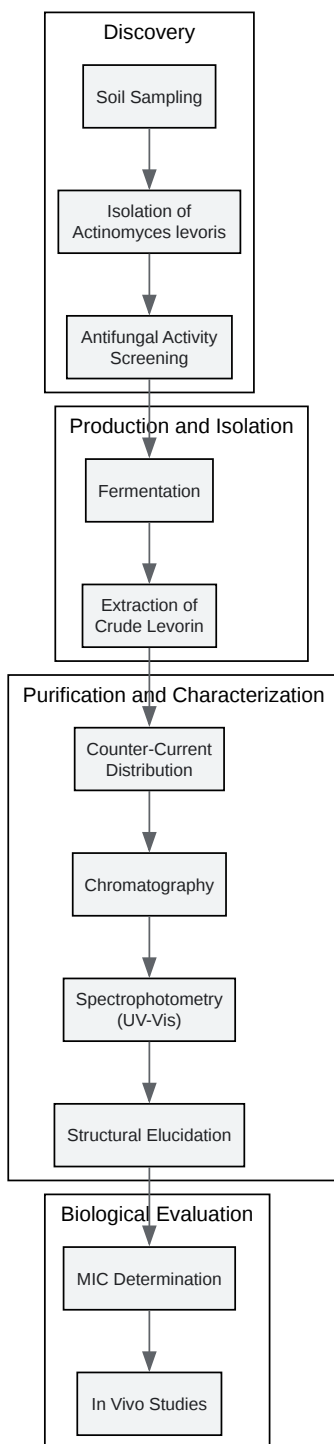 Discovery
Soil Sampling
Isolation of
Actinomyces levoris
Antifungal Activity
Screening
Production and Isolation
Fermentation
Extraction of
Crude Levorin
Purification and Characterization
Counter-Current
Distribution
Chromatography
Spectrophotometry
(UV-Vis)
Structural Elucidation
Biological Evaluation
MIC Determination
In Vivo Studies